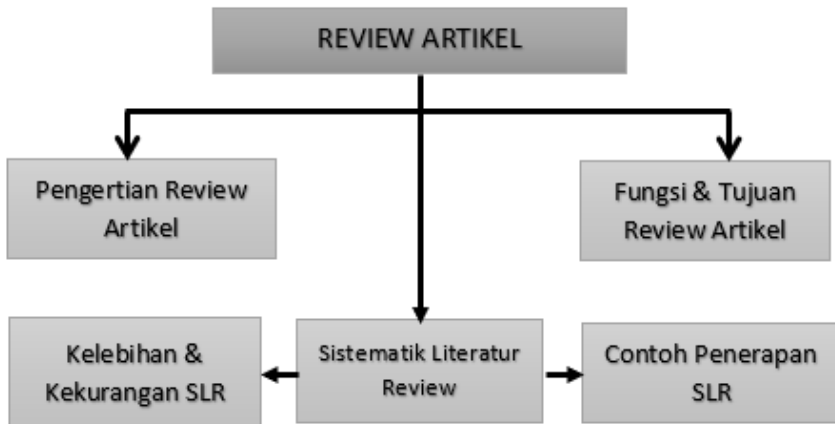 REVIEW ARTIKEL
Pengertian Review
Artikel
Fungsi & Tujuan
Review Artikel
Kelebihan &
Kekurangan SLR
Sistematik Literatur
Review
Contoh Penerapan
SLR